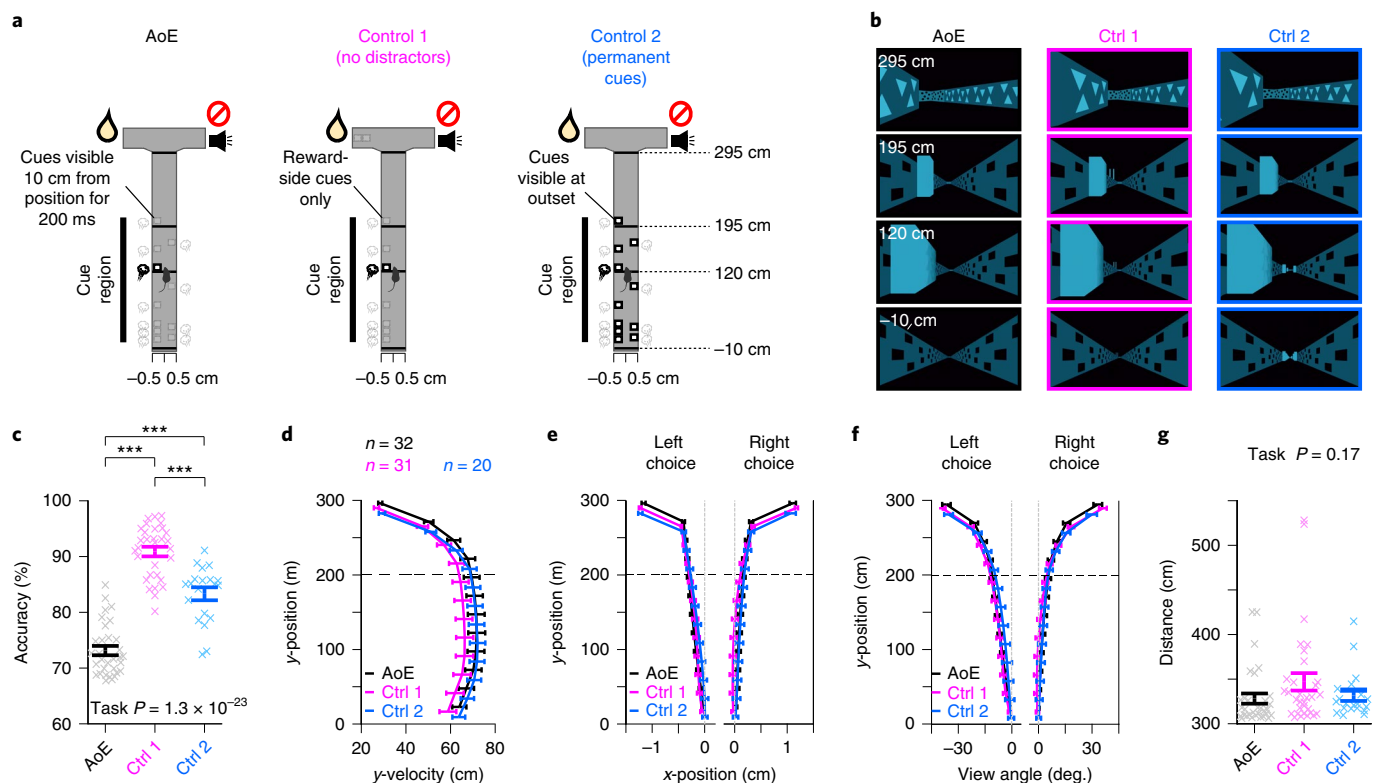 a
AoE
Control 1
(no distractors)
Control 2
(permanent
cues)
Cues visible
10 cm from
position for
200 ms
Reward-
side cues
only
Cues
visible at
outset
295 cm
195 cm
120 cm
–10 cm
Cue
region
Cue
region
Cue
region
–0.5 0.5 cm
–0.5 0.5 cm
–0.5 0.5 cm
b
AoE
Ctrl 1
Ctrl 2
295 cm
195 cm
120 cm
–10 cm
c
***
***
***
Accuracy (%)
100
90
80
70
60
Task P = 1.3 × 10–23
AoE
Ctrl 1
Ctrl 2
d
n = 32
n = 31
n = 20
y-position (m)
300
200
100
0
AoE
Ctrl 1
Ctrl 2
20 40 60 80
y-velocity (cm)
e
Left
choice
Right
choice
y-position (m)
300
200
100
0
AoE
Ctrl 1
Ctrl 2
–1 0 0 1
x-position (cm)
f
Left
choice
Right
choice
y-position (cm)
300
200
100
0
AoE
Ctrl 1
Ctrl 2
–30 0 0 30
View angle (deg.)
g
Task P = 0.17
Distance (cm)
500
400
300
AoE
Ctrl 1
Ctrl 2